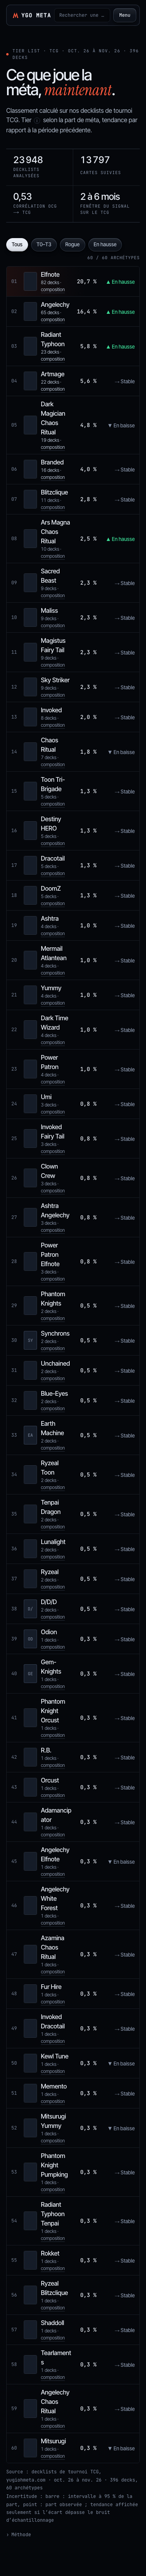 YGO META
Rechercher une …
Menu
TIER LIST · TCG · OCT. 26 À NOV. 26 · 396 DECKS
Ce que joue la
méta, maintenant.
Classement calculé sur nos decklists de tournoi
TCG. Tier selon la part de méta, tendance par
rapport à la période précédente.
23 948
DECKLISTS ANALYSÉES
13 797
CARTES SUIVIES
0,53
CORRÉLATION OCG → TCG
2 à 6 mois
FENÊTRE DU SIGNAL SUR LE TCG
Tous
T0–T3
Rogue
En hausse
60 / 60 ARCHÉTYPES
01 Elfnote 82 decks · composition 20,7 % ▲ En hausse
02 Angelechy 65 decks · composition 16,4 % ▲ En hausse
03 Radiant Typhoon 23 decks · composition 5,8 % ▲ En hausse
04 Artmage 22 decks · composition 5,6 % → Stable
05 Dark Magician Chaos Ritual 19 decks · composition 4,8 % ▼ En baisse
06 Branded 16 decks · composition 4,0 % → Stable
07 Blitzclique 11 decks · composition 2,8 % → Stable
08 Ars Magna Chaos Ritual 10 decks · composition 2,5 % ▲ En hausse
09 Sacred Beast 9 decks · composition 2,3 % → Stable
10 Maliss 9 decks · composition 2,3 % → Stable
11 Magistus Fairy Tail 9 decks · composition 2,3 % → Stable
12 Sky Striker 9 decks · composition 2,3 % → Stable
13 Invoked 8 decks · composition 2,0 % → Stable
14 Chaos Ritual 7 decks · composition 1,8 % ▼ En baisse
15 Toon Tri-Brigade 5 decks · composition 1,3 % → Stable
16 Destiny HERO 5 decks · composition 1,3 % → Stable
17 Dracotail 5 decks · composition 1,3 % → Stable
18 DoomZ 5 decks · composition 1,3 % → Stable
19 Ashtra 4 decks · composition 1,0 % → Stable
20 Mermail Atlantean 4 decks · composition 1,0 % → Stable
21 Yummy 4 decks · composition 1,0 % → Stable
22 Dark Time Wizard 4 decks · composition 1,0 % → Stable
23 Power Patron 4 decks · composition 1,0 % → Stable
24 Umi 3 decks · composition 0,8 % → Stable
25 Invoked Fairy Tail 3 decks · composition 0,8 % → Stable
26 Clown Crew 3 decks · composition 0,8 % → Stable
27 Ashtra Angelechy 3 decks · composition 0,8 % → Stable
28 Power Patron Elfnote 3 decks · composition 0,8 % → Stable
29 Phantom Knights 2 decks · composition 0,5 % → Stable
30 SY Synchrons 2 decks · composition 0,5 % → Stable
31 Unchained 2 decks · composition 0,5 % → Stable
32 Blue-Eyes 2 decks · composition 0,5 % → Stable
33 EA Earth Machine 2 decks · composition 0,5 % → Stable
34 Ryzeal Toon 2 decks · composition 0,5 % → Stable
35 Tenpai Dragon 2 decks · composition 0,5 % → Stable
36 Lunalight 2 decks · composition 0,5 % → Stable
37 Ryzeal 2 decks · composition 0,5 % → Stable
38 D/ D/D/D 2 decks · composition 0,5 % → Stable
39 OD Odion 1 decks · composition 0,3 % → Stable
40 GE Gem-Knights 1 decks · composition 0,3 % → Stable
41 Phantom Knight Orcust 1 decks · composition 0,3 % → Stable
42 R.B. 1 decks · composition 0,3 % → Stable
43 Orcust 1 decks · composition 0,3 % → Stable
44 Adamancipator 1 decks · composition 0,3 % → Stable
45 Angelechy Elfnote 1 decks · composition 0,3 % ▼ En baisse
46 Angelechy White Forest 1 decks · composition 0,3 % → Stable
47 Azamina Chaos Ritual 1 decks · composition 0,3 % → Stable
48 Fur Hire 1 decks · composition 0,3 % → Stable
49 Invoked Dracotail 1 decks · composition 0,3 % → Stable
50 Kewl Tune 1 decks · composition 0,3 % ▼ En baisse
51 Memento 1 decks · composition 0,3 % → Stable
52 Mitsurugi Yummy 1 decks · composition 0,3 % ▼ En baisse
53 Phantom Knight Pumpking 1 decks · composition 0,3 % → Stable
54 Radiant Typhoon Tenpai 1 decks · composition 0,3 % → Stable
55 Rokket 1 decks · composition 0,3 % → Stable
56 Ryzeal Blitzclique 1 decks · composition 0,3 % → Stable
57 Shaddoll 1 decks · composition 0,3 % → Stable
58 Tearlaments 1 decks · composition 0,3 % → Stable
59 Angelechy Chaos Ritual 1 decks · composition 0,3 % → Stable
60 Mitsurugi 1 decks · composition 0,3 % ▼ En baisse
Source : decklists de tournoi TCG,
yugiohmeta.com · oct. 26 à nov. 26 · 396 decks,
60 archétypes
Incertitude : barre : intervalle à 95 % de la
part, point : part observée ; tendance affichée
seulement si l'écart dépasse le bruit
d'échantillonnage
› Méthode